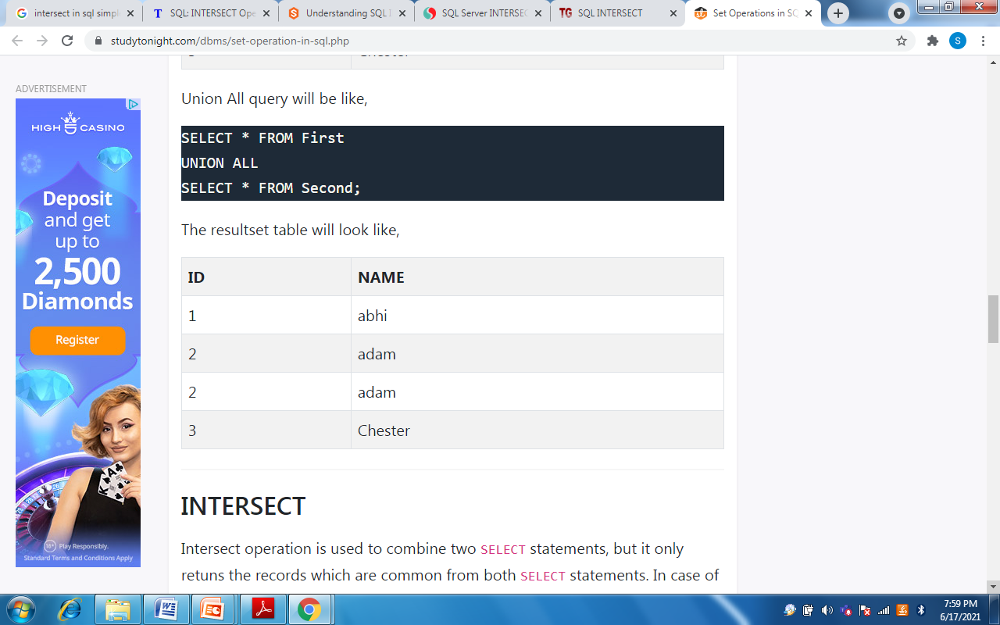 intersect in sql simpl
SQL: INTERSECT Ope
Understanding SQL I
SQL Server INTERSEC
TG SQL INTERSECT
Set Operations in SC
studytonight.com/dbms/set-operation-in-sql.php
S
ADVERTISEMENT
HIGH 5 CASINO
Deposit
and get
up to
2,500
Diamonds
Register
18+ Play Responsibly.
Standard Terms and Conditions Apply
Union All query will be like,
SELECT * FROM First
UNION ALL
SELECT * FROM Second;
The resultset table will look like,
ID NAME
1 abhi
2 adam
2 adam
3 Chester
INTERSECT
Intersect operation is used to combine two SELECT statements, but it only
retuns the records which are common from both SELECT statements. In case of
7:59 PM
6/17/2021